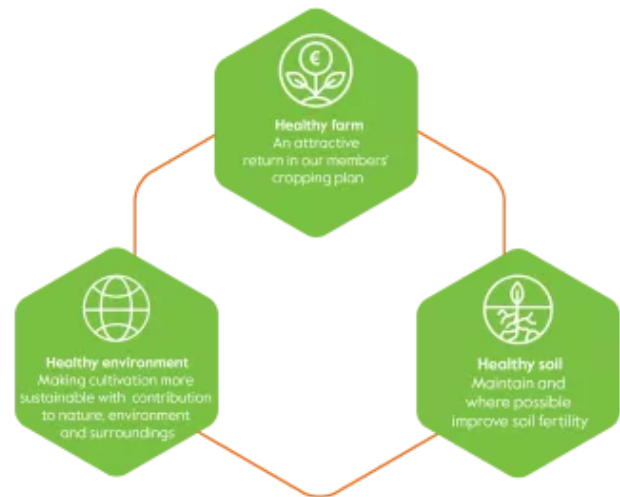 €
Healthy farm
An attractive
return in our members'
cropping plan
Healthy environment
Making cultivation more
sustainable with contribution
to nature, environment
and surroundings
Healthy soil
Maintain and
where possible
improve soil fertility